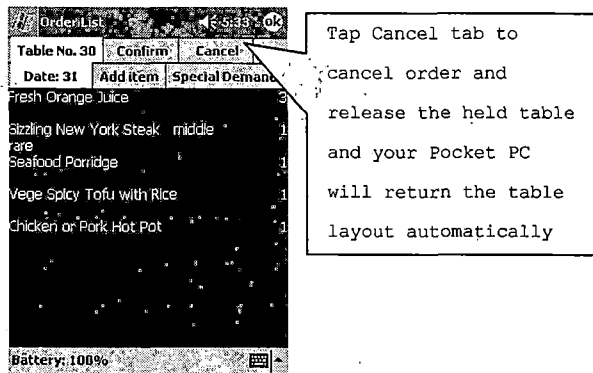 OrderList 5:33 ok
Table No. 30 Confirm Cancel
Date: 31 Add item Special Deman
Fresh Orange Juice 3
Sizzling New York Steak middle 1
rare
Seafood Porridge 1
Vege Spicy Tofu with Rice 1
Chicken or Pork Hot Pot 1
Battery: 100%
Tap Cancel tab to
cancel order and
release the held table
and your Pocket PC
will return the table
layout automatically